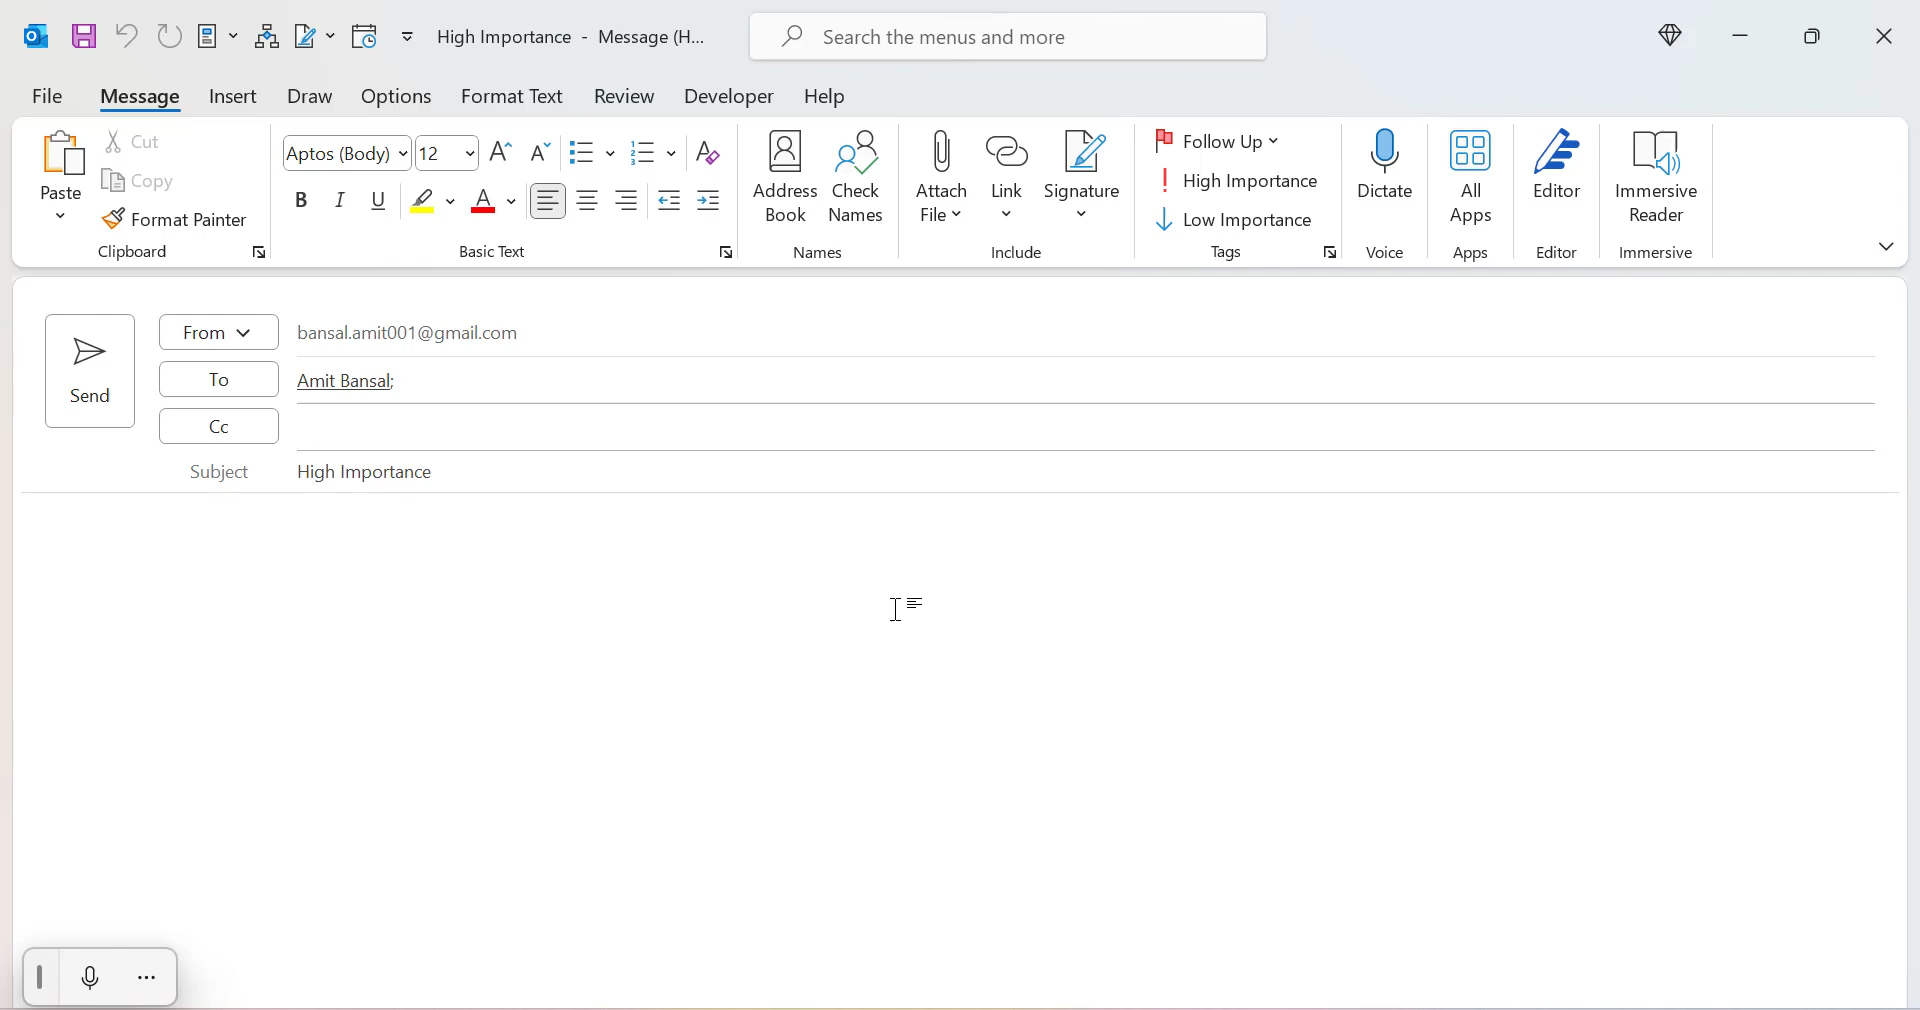 High Importance - Message (H...
Search the menus and more
File Message Insert Draw Options Format Text Review Developer Help
Paste
Cut
Copy
Format Painter
Clipboard
Aptos (Body) 12
B I U A
Basic Text
Address Book
Check Names
Names
Attach File
Link
Signature
Include
Follow Up
High Importance
Low Importance
Tags
Dictate
Voice
All Apps
Apps
Editor
Editor
Immersive Reader
Immersive
Send
From bansal.amit001@gmail.com
To Amit Bansal;
Cc
Subject High Importance